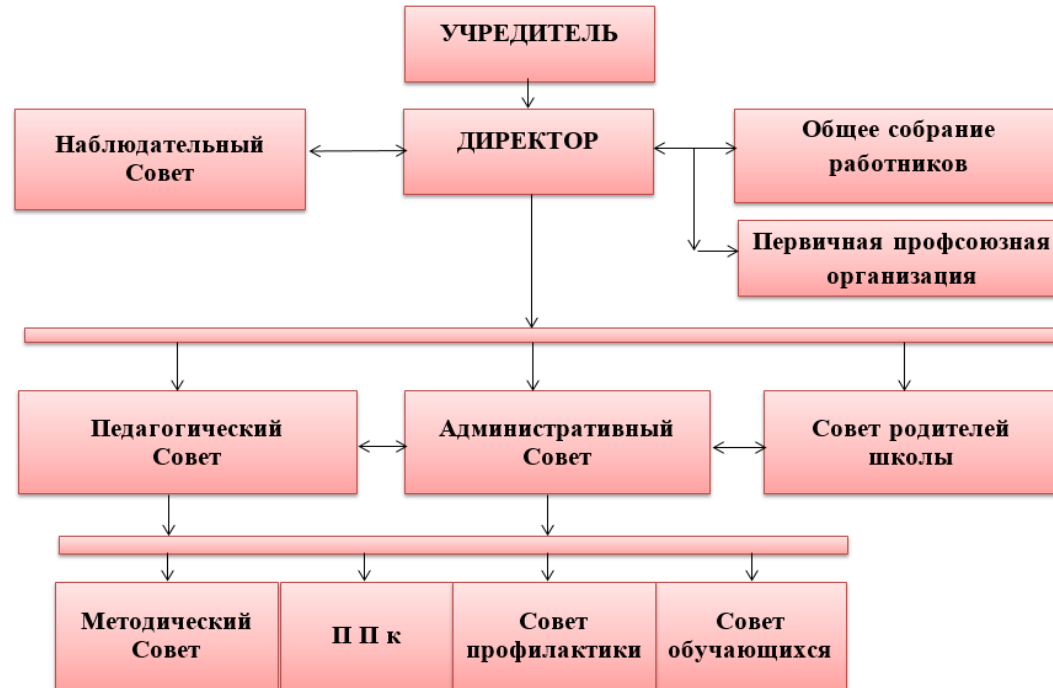 УЧРЕДИТЕЛЬ
Наблюдательный
Совет
ДИРЕКТОР
Общее собрание
работников
Первичная профсоюзная
организация
Педагогический
Совет
Административный
Совет
Совет родителей
школы
Методический
Совет
П П к
Совет
профилактики
Совет
обучающихся